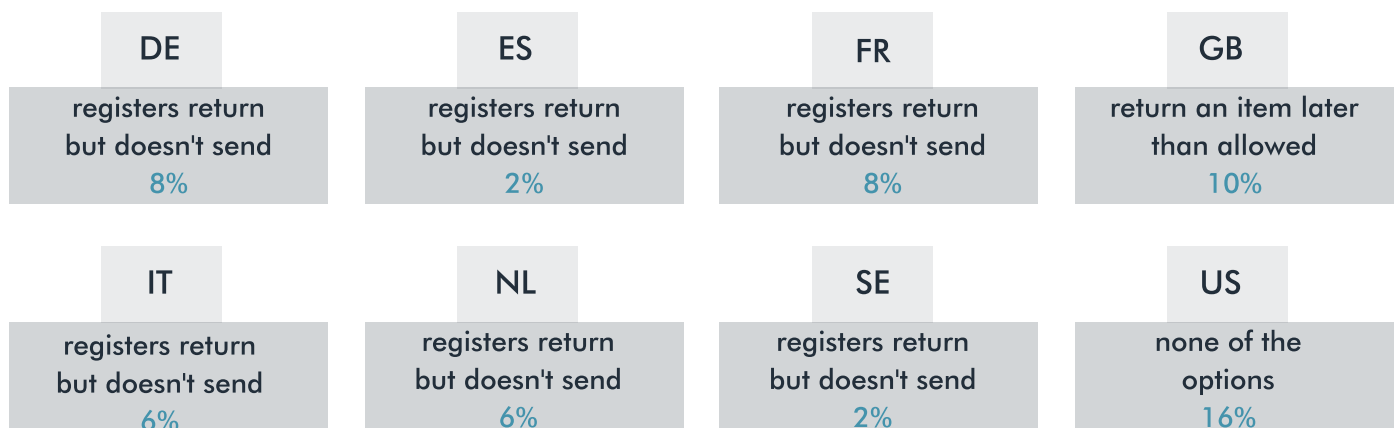 DE
registers return
but doesn't send
8%
ES
registers return
but doesn't send
2%
FR
registers return
but doesn't send
8%
GB
return an item later
than allowed
10%
IT
registers return
but doesn't send
6%
NL
registers return
but doesn't send
6%
SE
registers return
but doesn't send
2%
US
none of the
options
16%